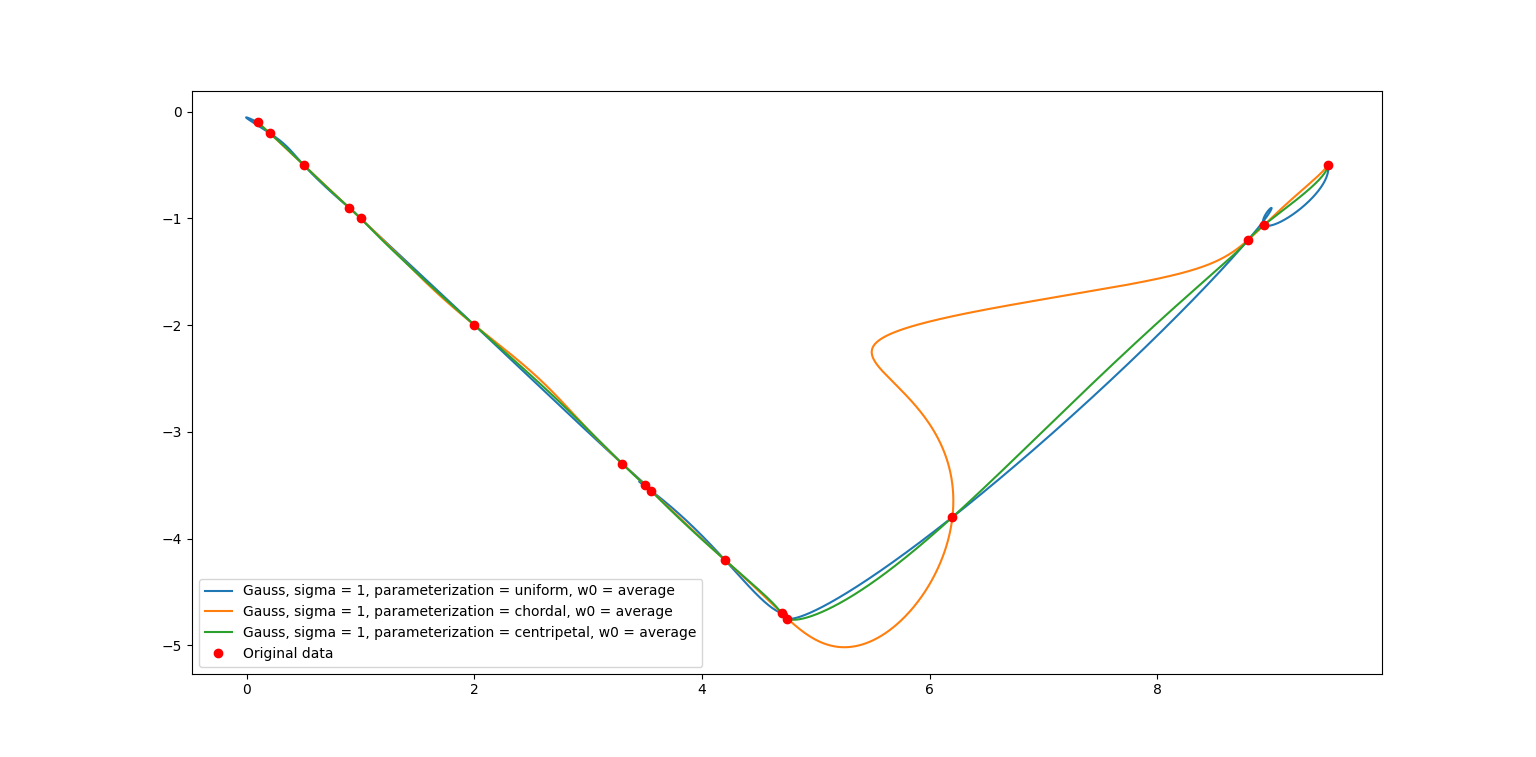 0
−1
−2
−3
−4
−5
0
2
4
6
8
Gauss, sigma = 1, parameterization = uniform, w0 = average
Gauss, sigma = 1, parameterization = chordal, w0 = average
Gauss, sigma = 1, parameterization = centripetal, w0 = average
Original data